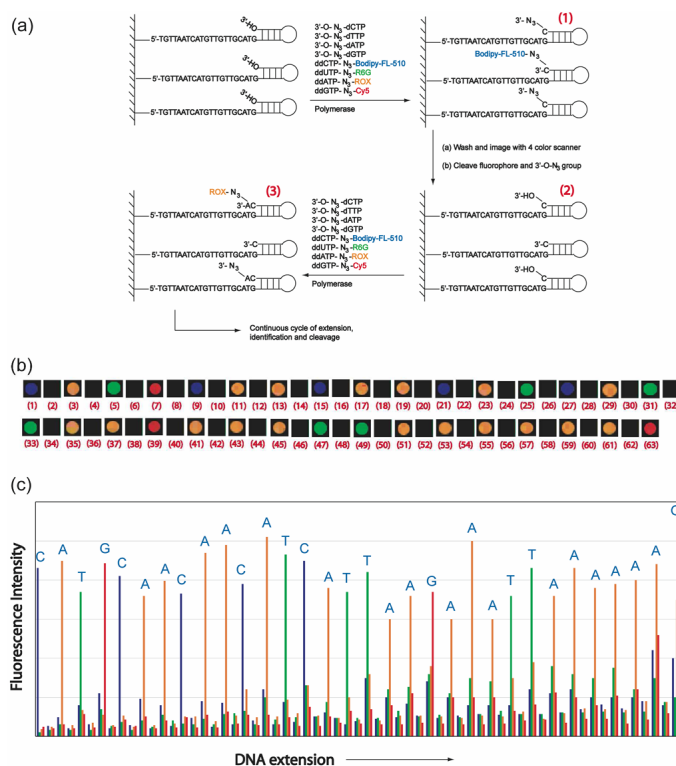 (a)
3'-HO
5'-TGTTAATCATGTTGTTGCATG
3'-HO
5'-TGTTAATCATGTTGTTGCATG
3'-HO
5'-TGTTAATCATGTTGTTGCATG
3'-O- N3-dCTP
3'-O- N3-dTTP
3'-O- N3-dATP
3'-O- N3-dGTP
ddCTP- N3-Bodipy-FL-510
ddUTP- N3-R6G
ddATP- N3-ROX
ddGTP- N3-Cy5
Polymerase
(1)
3'- N3
C
5'-TGTTAATCATGTTGTTGCATG
Bodipy-FL-510- N3
3'-C
5'-TGTTAATCATGTTGTTGCATG
3'- N3
C
5'-TGTTAATCATGTTGTTGCATG
(a) Wash and image with 4 color scanner
(b) Cleave fluorophore and 3'-O-N3 group
(2)
3'-HO
C
5'-TGTTAATCATGTTGTTGCATG
3'-C
5'-TGTTAATCATGTTGTTGCATG
3'-HO
C
5'-TGTTAATCATGTTGTTGCATG
3'-O- N3-dCTP
3'-O- N3-dTTP
3'-O- N3-dATP
3'-O- N3-dGTP
ddCTP- N3-Bodipy-FL-510
ddUTP- N3-R6G
ddATP- N3-ROX
ddGTP- N3-Cy5
Polymerase
(3)
ROX- N3
3'-AC
5'-TGTTAATCATGTTGTTGCATG
3'-C
5'-TGTTAATCATGTTGTTGCATG
3'- N3
AC
5'-TGTTAATCATGTTGTTGCATG
Continuous cycle of extension,
identification and cleavage
(b)
(1) (2) (3) (4) (5) (6) (7) (8) (9) (10) (11) (12) (13) (14) (15) (16) (17) (18) (19) (20) (21) (22) (23) (24) (25) (26) (27) (28) (29) (30) (31) (32
(33) (34) (35) (36) (37) (38) (39) (40) (41) (42) (43) (44) (45) (46) (47) (48) (49) (50) (51) (52) (53) (54) (55) (56) (57) (58) (59) (60) (61) (62) (63)
(c)
Fluorescence Intensity
C A T G C A A C A A C A T C A T T A A G A A A T T A A A A A A G
DNA extension